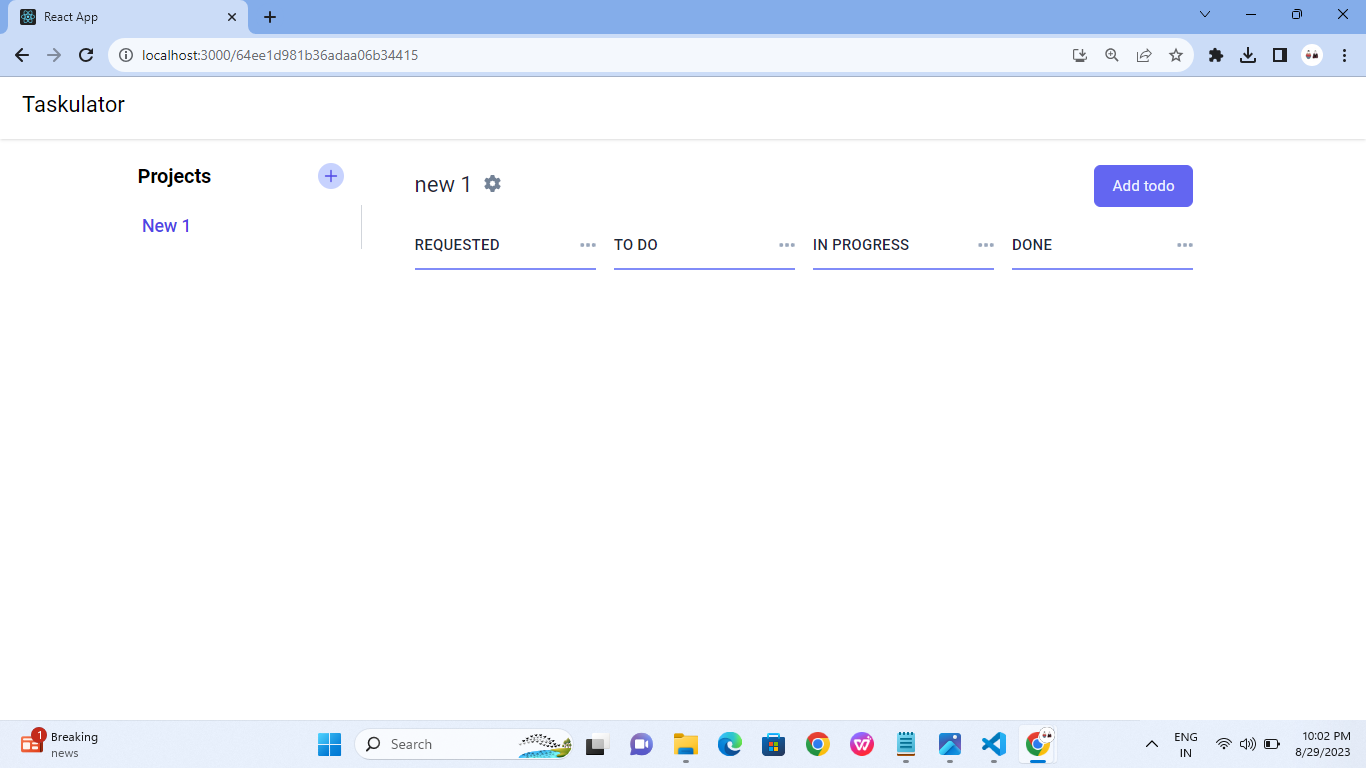 React App
localhost:3000/64ee1d981b36adaa06b34415
Taskulator
Projects
New 1
new 1
Add todo
REQUESTED
TO DO
IN PROGRESS
DONE
1
Breaking
news
Search
ENG
IN
10:02 PM
8/29/2023